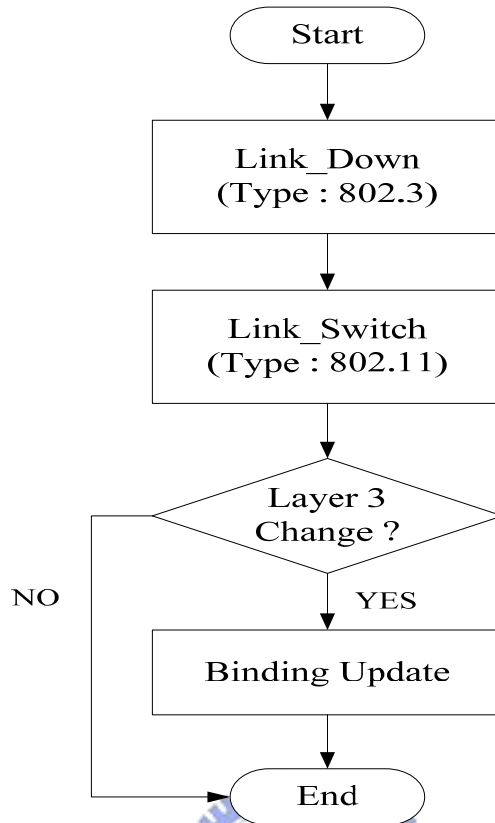 Start
Link_Down
(Type : 802.3)
Link_Switch
(Type : 802.11)
Layer 3
Change ?
NO
YES
Binding Update
End